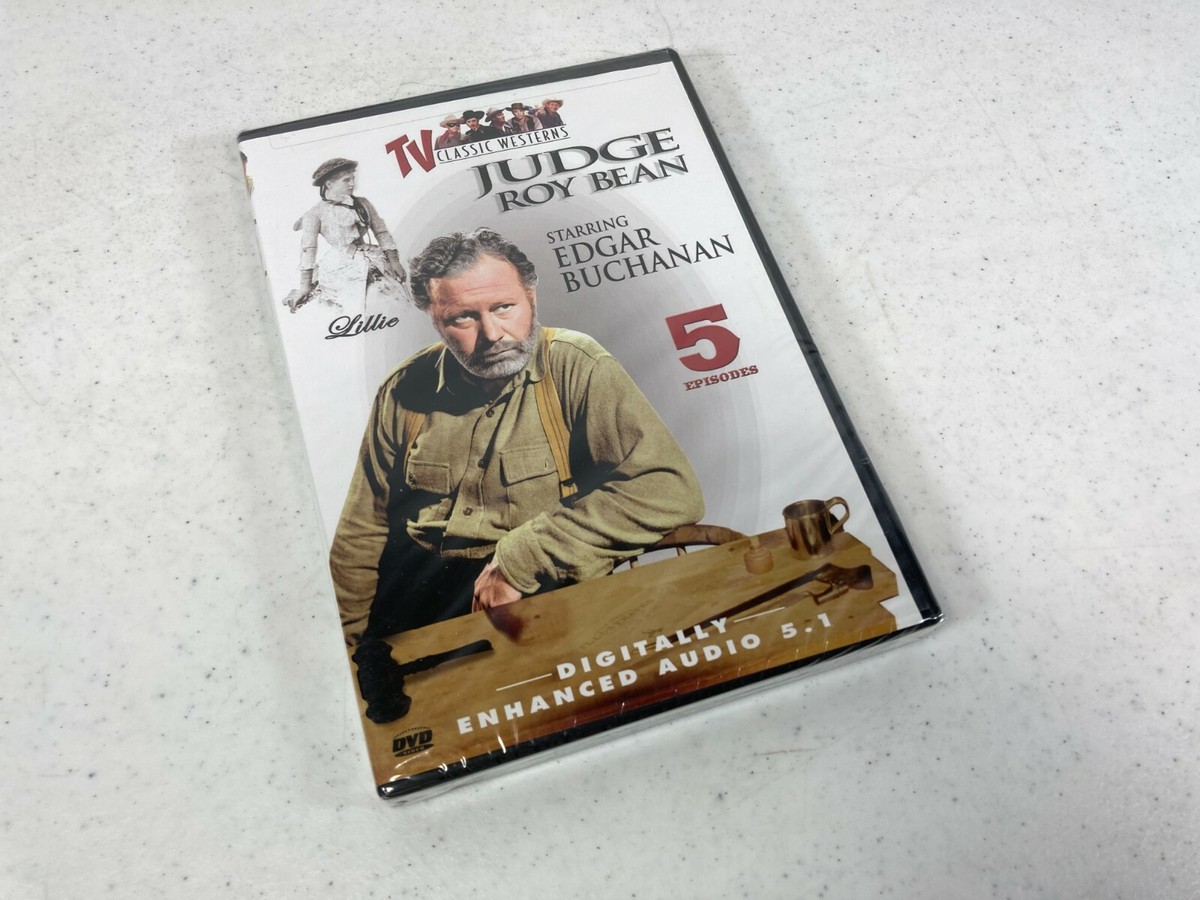 TV
CLASSIC WESTERNS
JUDGE
ROY BEAN
STARRING
EDGAR
BUCHANAN
Lillie
5
EPISODES
DIGITALLY
ENHANCED AUDIO 5.1
DVD